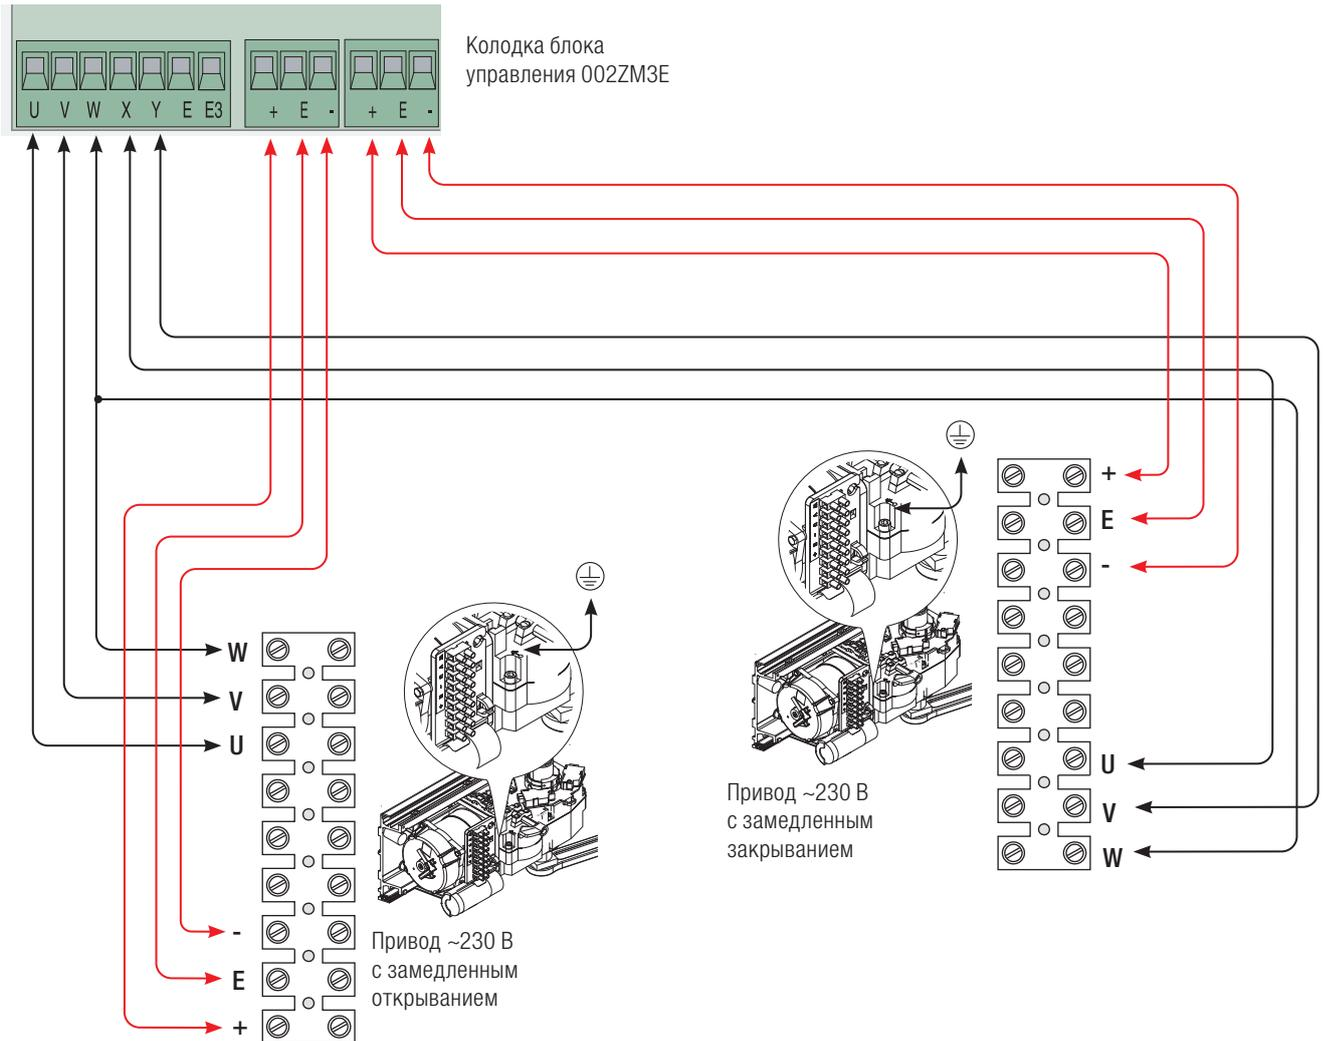 Колодка блока
управления 002ZM3E
U V W X Y E E3 + E - + E -
+
E
-
W
V
U
U
V
W
Привод ~230 В
с замедленным
закрыванием
-
E
+
Привод ~230 В
с замедленным
открыванием